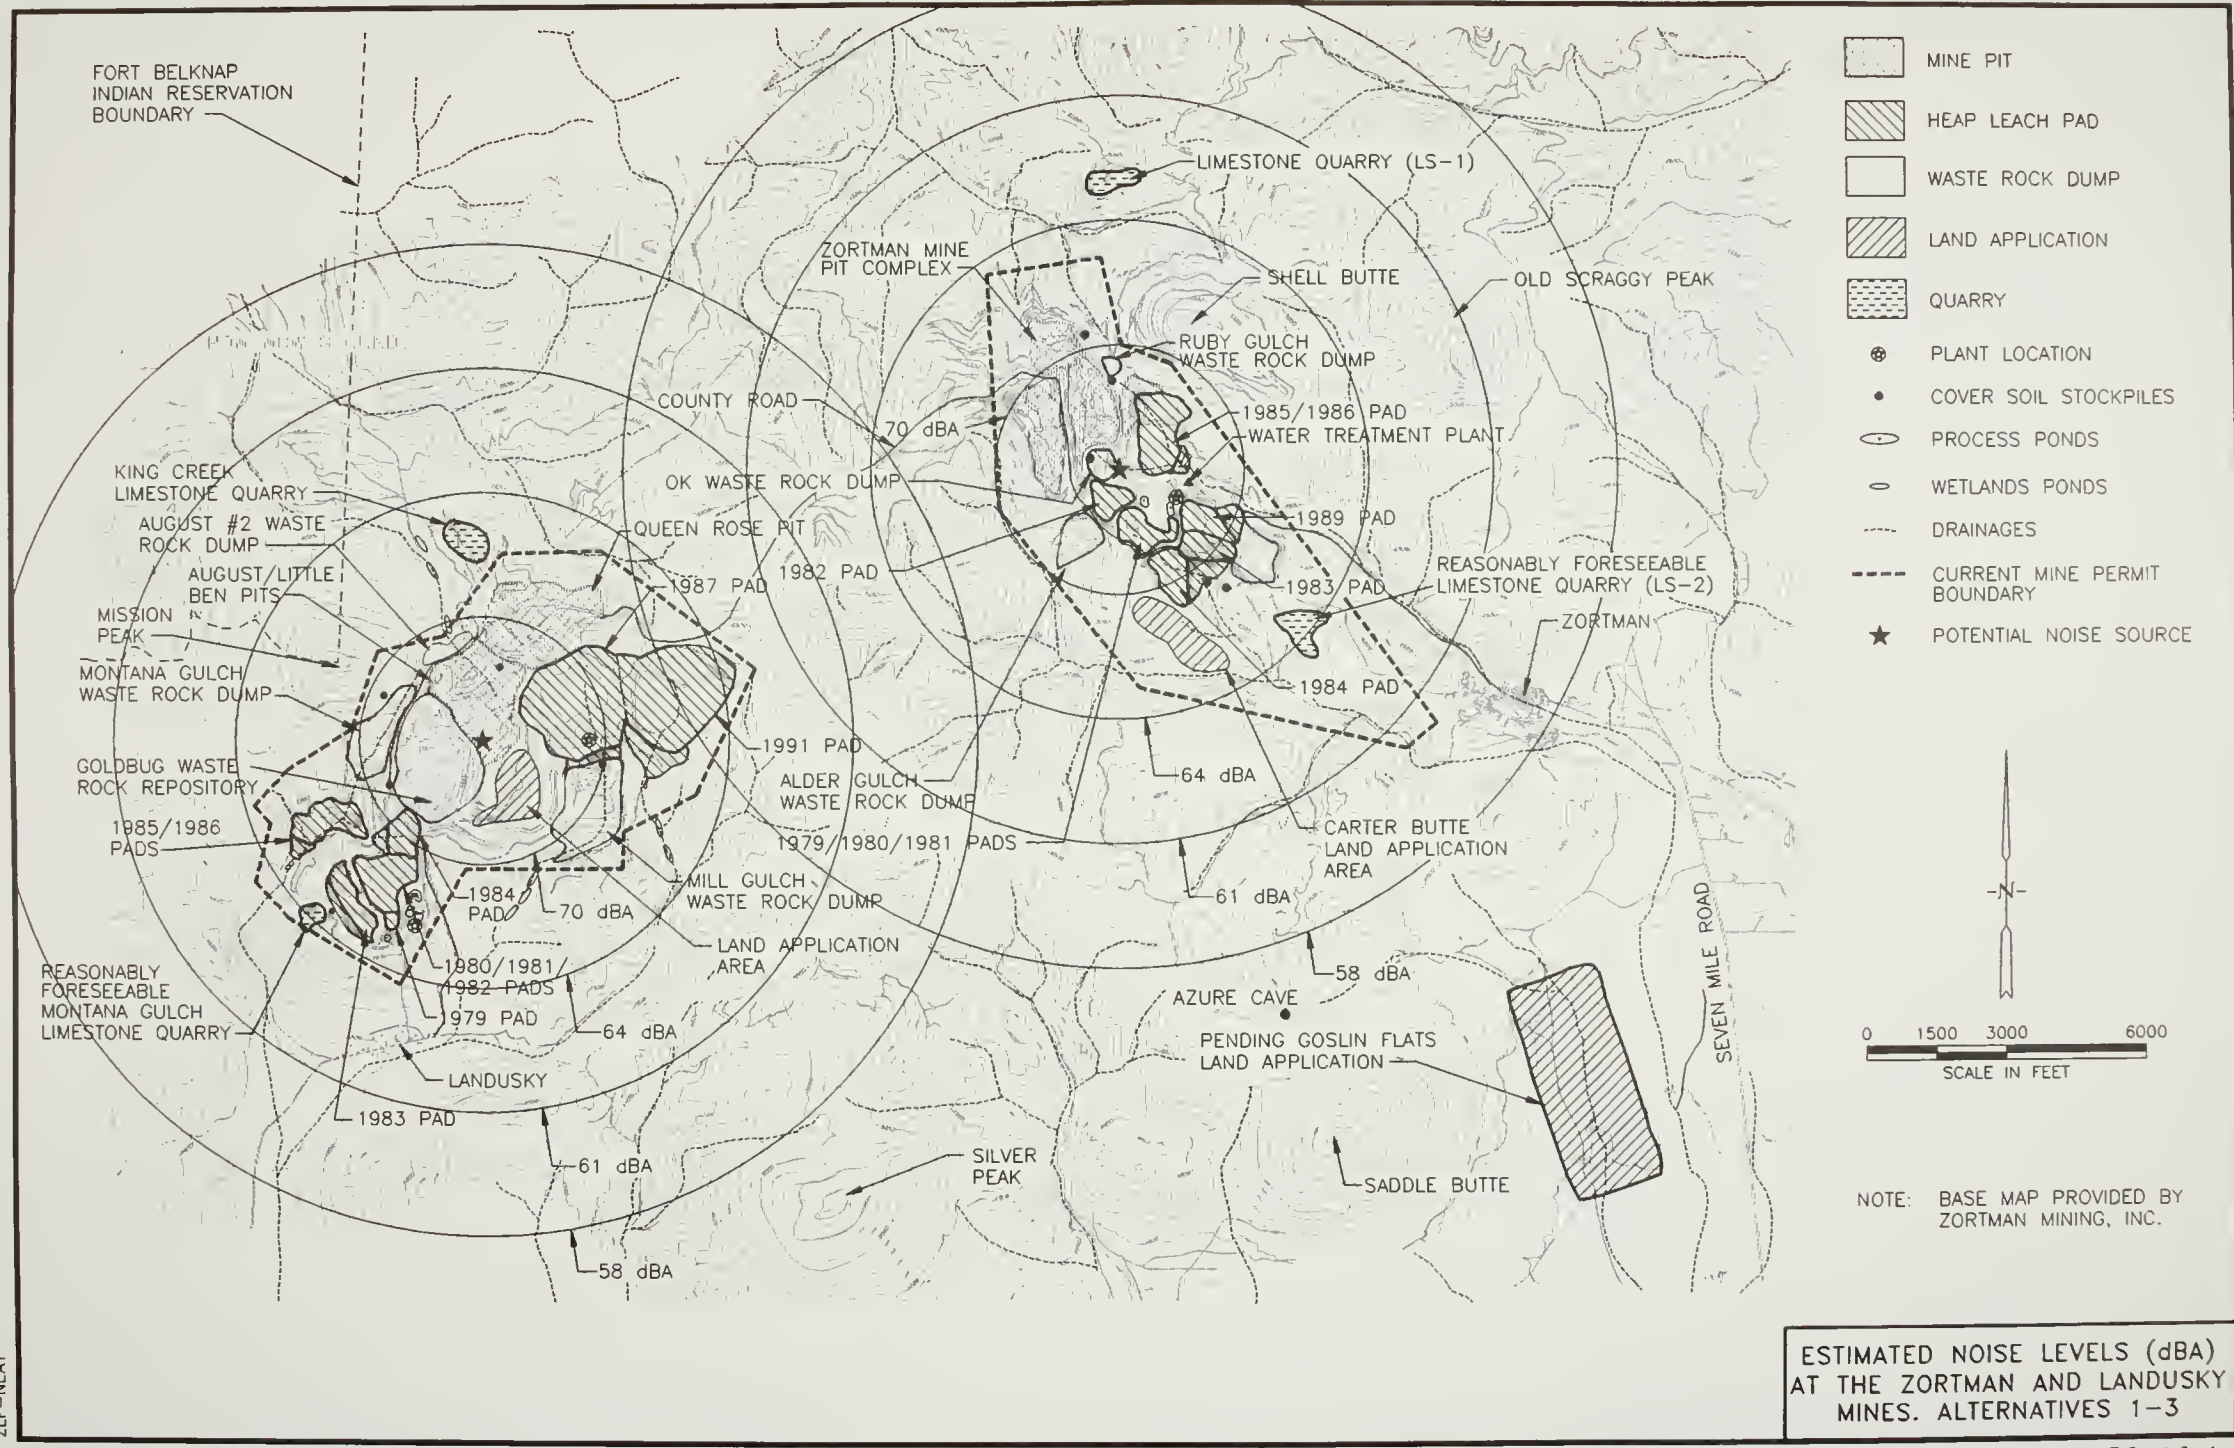 FORT BELKNAP
INDIAN RESERVATION
BOUNDARY
LIMESTONE QUARRY (LS-1)
ZORTMAN MINE
PIT COMPLEX
SHELL BUTTE
OLD SCRAGGY PEAK
RUBY GULCH
WASTE ROCK DUMP
COUNTY ROAD
70 dBA
1985/1986 PAD
WATER TREATMENT PLANT
KING CREEK
LIMESTONE QUARRY
OK WASTE ROCK DUMP
AUGUST #2 WASTE
ROCK DUMP
QUEEN ROSE PIT
1989 PAD
AUGUST/LITTLE
BEN PITS
1987 PAD
1982 PAD
1983 PAD
REASONABLY FORESEEABLE
LIMESTONE QUARRY (LS-2)
MISSION
PEAK
ZORTMAN
MONTANA GULCH
WASTE ROCK DUMP
1984 PAD
1991 PAD
GOLDBUG WASTE
ROCK REPOSITORY
ALDER GULCH
WASTE ROCK DUMP
64 dBA
1985/1986
PADS
1979/1980/1981 PADS
CARTER BUTTE
LAND APPLICATION
AREA
1984
PAD
70 dBA
MILL GULCH
WASTE ROCK DUMP
61 dBA
LAND APPLICATION
AREA
1980/1981/
1982 PADS
58 dBA
REASONABLY
FORESEEABLE
MONTANA GULCH
LIMESTONE QUARRY
1979 PAD
64 dBA
AZURE CAVE
PENDING GOSLIN FLATS
LAND APPLICATION
SEVEN MILE ROAD
LANDUSKY
1983 PAD
61 dBA
SILVER
PEAK
SADDLE BUTTE
58 dBA
MINE PIT
HEAP LEACH PAD
WASTE ROCK DUMP
LAND APPLICATION
QUARRY
PLANT LOCATION
COVER SOIL STOCKPILES
PROCESS PONDS
WETLANDS PONDS
DRAINAGES
CURRENT MINE PERMIT
BOUNDARY
POTENTIAL NOISE SOURCE
-N-
0 1500 3000 6000
SCALE IN FEET
NOTE: BASE MAP PROVIDED BY
ZORTMAN MINING, INC.
ESTIMATED NOISE LEVELS (dBA)
AT THE ZORTMAN AND LANDUSKY
MINES. ALTERNATIVES 1-3